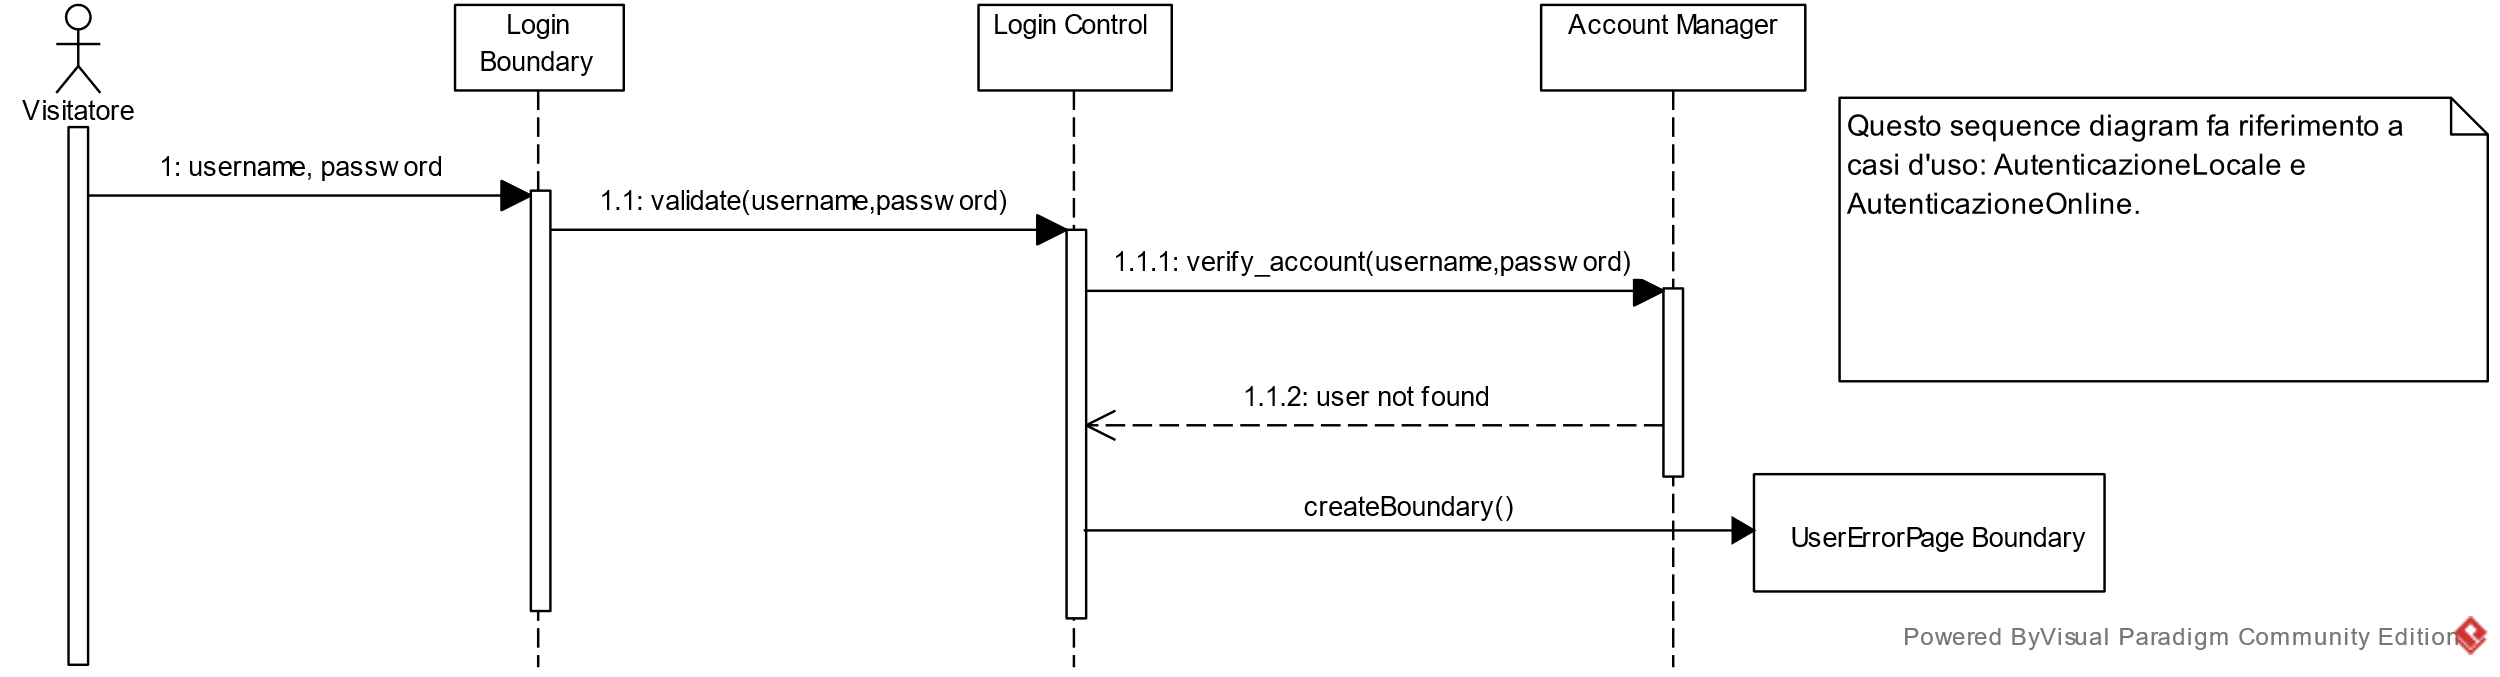 Login
Boundary
Login Control
Account Manager
Visitatore
Questo sequence diagram fa riferimento a
casi d'uso: AutenticazioneLocale e
AutenticazioneOnline.
1: username, password
1.1: validate(username,password)
1.1.1: verify_account(username,password)
1.1.2: user not found
createBoundary()
UserErrorPage Boundary
Powered ByVisual Paradigm Community Edition